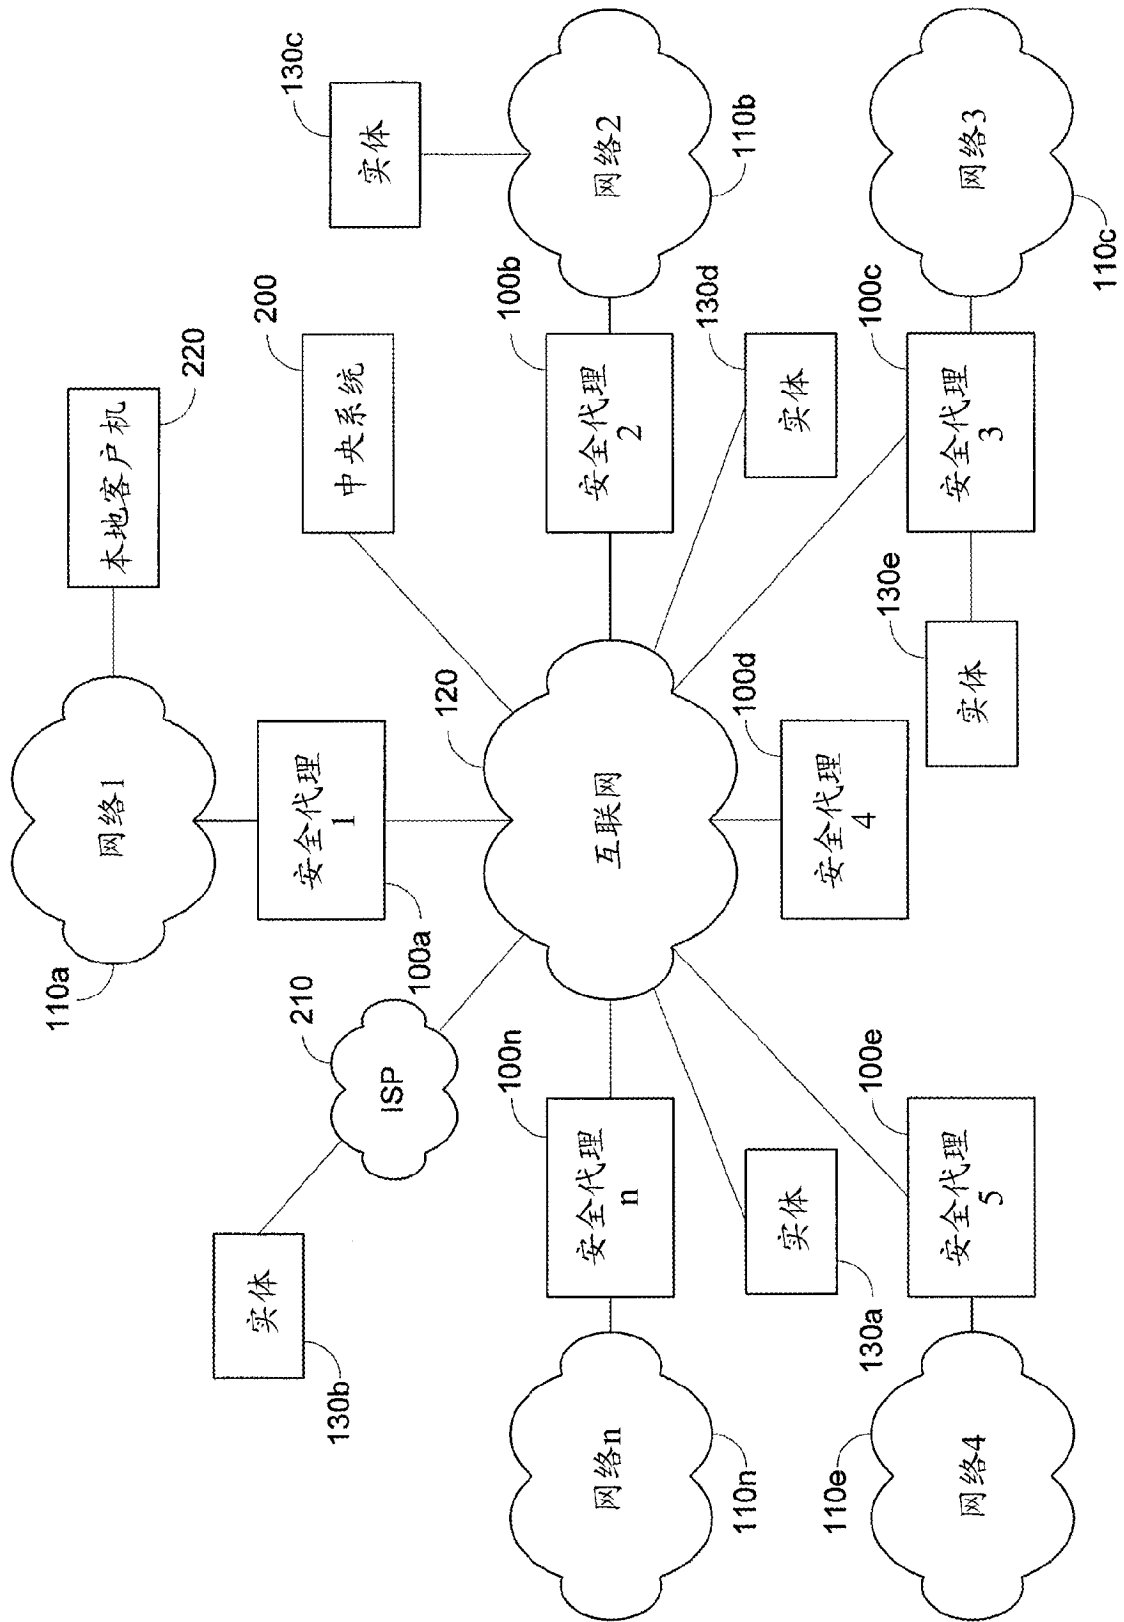 110a
网络1
本地客户机
220
安全代理
1
100a
中央系统
200
实体
130c
实体
130b
ISP
210
互联网
120
网络n
110n
安全代理
n
100n
安全代理
2
100b
网络2
110b
实体
130a
安全代理
4
100d
实体
130d
网络4
110e
安全代理
5
100e
实体
130e
安全代理
3
100c
网络3
110c